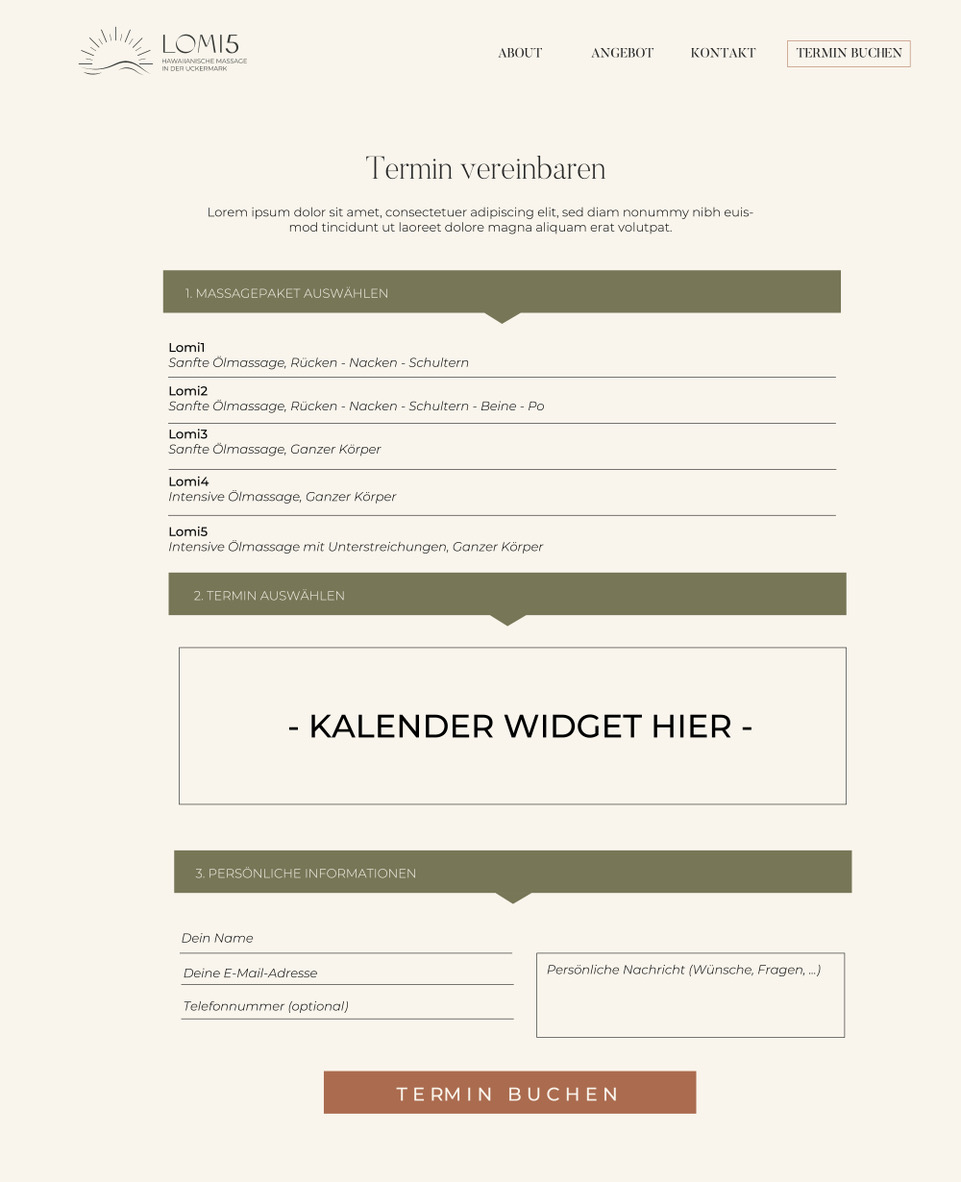 LOMI5
HAWAIIANISCHE MASSAGE
IN DER UCKERMARK
ABOUT
ANGEBOT
KONTAKT
TERMIN BUCHEN
Termin vereinbaren
Lorem ipsum dolor sit amet, consectetuer adipiscing elit, sed diam nonummy nibh euis-
mod tincidunt ut laoreet dolore magna aliquam erat volutpat.
1. MASSAGEPAKET AUSWÄHLEN
Lomi1
Sanfte Ölmassage, Rücken - Nacken - Schultern
Lomi2
Sanfte Ölmassage, Rücken - Nacken - Schultern - Beine - Po
Lomi3
Sanfte Ölmassage, Ganzer Körper
Lomi4
Intensive Ölmassage, Ganzer Körper
Lomi5
Intensive Ölmassage mit Unterstreichungen, Ganzer Körper
2. TERMIN AUSWÄHLEN
- KALENDER WIDGET HIER -
3. PERSÖNLICHE INFORMATIONEN
Dein Name
Deine E-Mail-Adresse
Telefonnummer (optional)
Persönliche Nachricht (Wünsche, Fragen, ...)
TERMIN BUCHEN